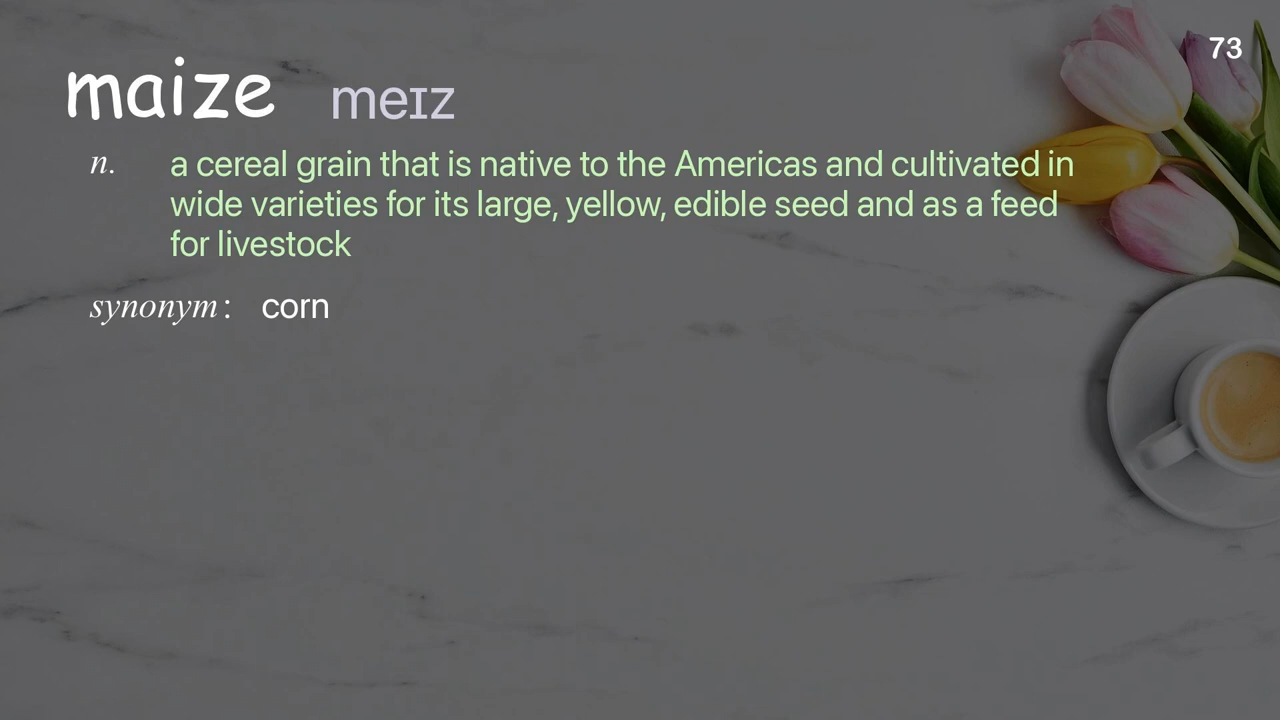 73
maize meɪz
n. a cereal grain that is native to the Americas and cultivated in
wide varieties for its large, yellow, edible seed and as a feed
for livestock
synonym: corn